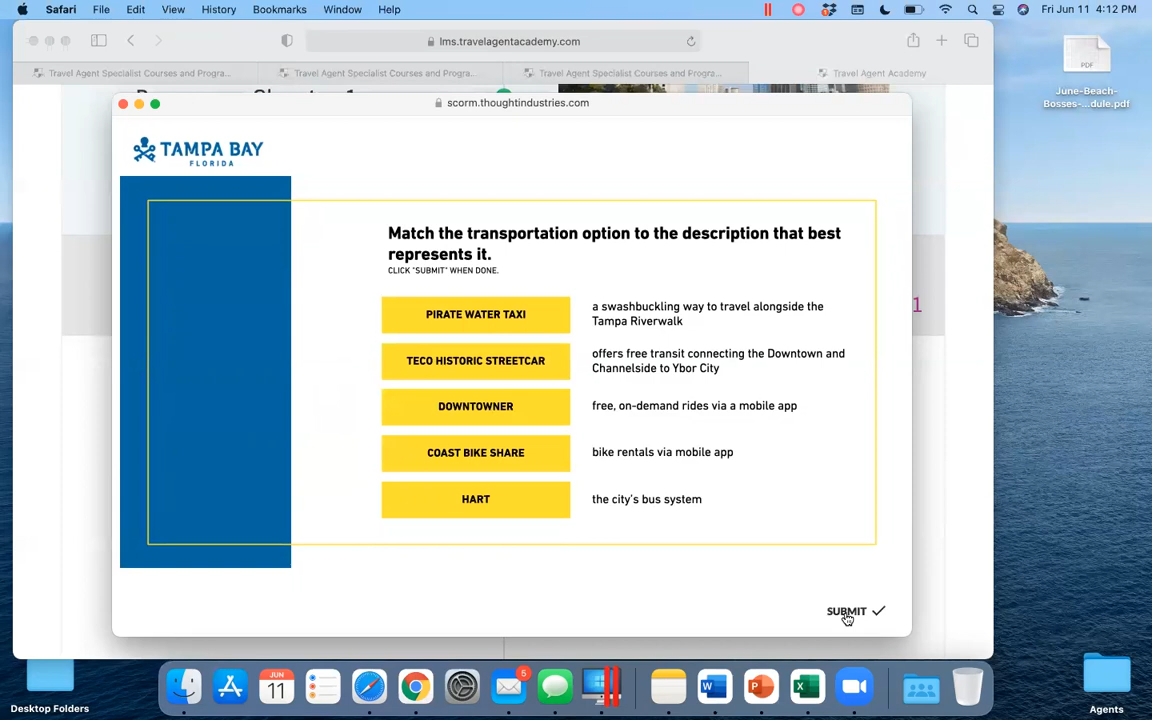 Safari File Edit View History Bookmarks Window Help
Fri Jun 11 4:12 PM
lms.travelagentacademy.com
Travel Agent Specialist Courses and Progra...
Travel Agent Specialist Courses and Progra...
Travel Agent Specialist Courses and Progra...
Travel Agent Academy
PDF
June-Beach-
Bosses-...dule.pdf
scorm.thoughtindustries.com
TAMPA BAY
FLORIDA
Match the transportation option to the description that best
represents it.
CLICK "SUBMIT" WHEN DONE.
PIRATE WATER TAXI
a swashbuckling way to travel alongside the
Tampa Riverwalk
TECO HISTORIC STREETCAR
offers free transit connecting the Downtown and
Channelside to Ybor City
DOWNTOWNER
free, on-demand rides via a mobile app
COAST BIKE SHARE
bike rentals via mobile app
HART
the city's bus system
1
SUBMIT
JUN
11
5
Desktop Folders
Agents